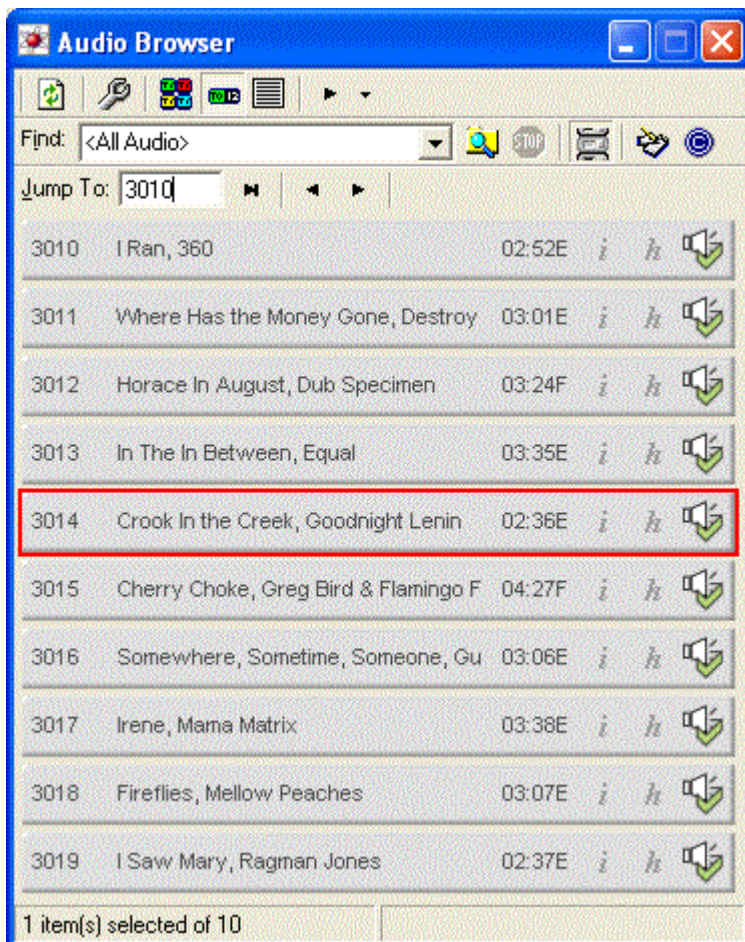 Audio Browser
Find: <All Audio> STOP
Jump To: 3010
3010 I Ran, 360 02:52E i h
3011 Where Has the Money Gone, Destroy 03:01E i h
3012 Horace In August, Dub Specimen 03:24F i h
3013 In The In Between, Equal 03:35E i h
3014 Crook In the Creek, Goodnight Lenin 02:36E i h
3015 Cherry Choke, Greg Bird & Flamingo F 04:27F i h
3016 Somewhere, Sometime, Someone, Gu 03:06E i h
3017 Irene, Mama Matrix 03:38E i h
3018 Fireflies, Mellow Peaches 03:07E i h
3019 I Saw Mary, Ragman Jones 02:37E i h
1 item(s) selected of 10